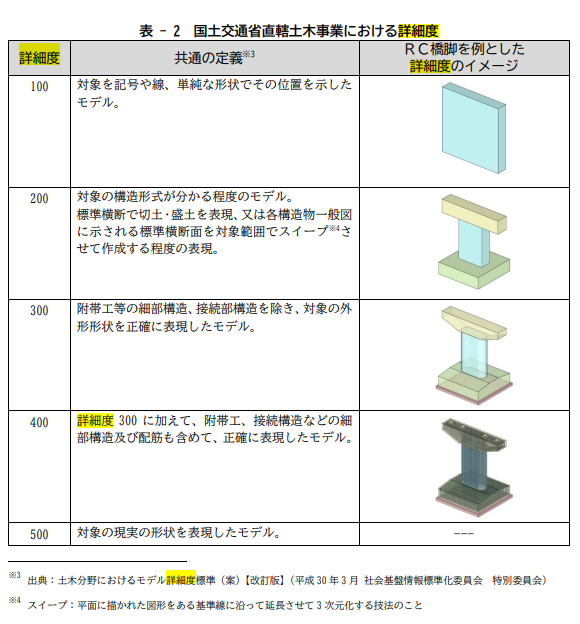 表 - 2　国土交通省直轄土木事業における詳細度
詳細度
共通の定義※3
ＲＣ橋脚を例とした
詳細度のイメージ
100
対象を記号や線、単純な形状でその位置を示した
モデル。
200
対象の構造形式が分かる程度のモデル。
標準横断で切土・盛土を表現、又は各構造物一般図
に示される標準横断面を対象範囲でスイープ※4さ
せて作成する程度の表現。
300
附帯工等の細部構造、接続部構造を除き、対象の外
形形状を正確に表現したモデル。
400
詳細度 300 に加えて、附帯工、接続構造などの細
部構造及び配筋も含めて、正確に表現したモデル。
500
対象の現実の形状を表現したモデル。
---
※3 出典：土木分野におけるモデル詳細度標準（案）【改訂版】（平成 30 年 3 月 社会基盤情報標準化委員会　特別委員会）
※4 スイープ：平面に描かれた図形をある基準線に沿って延長させて 3 次元化する技法のこと